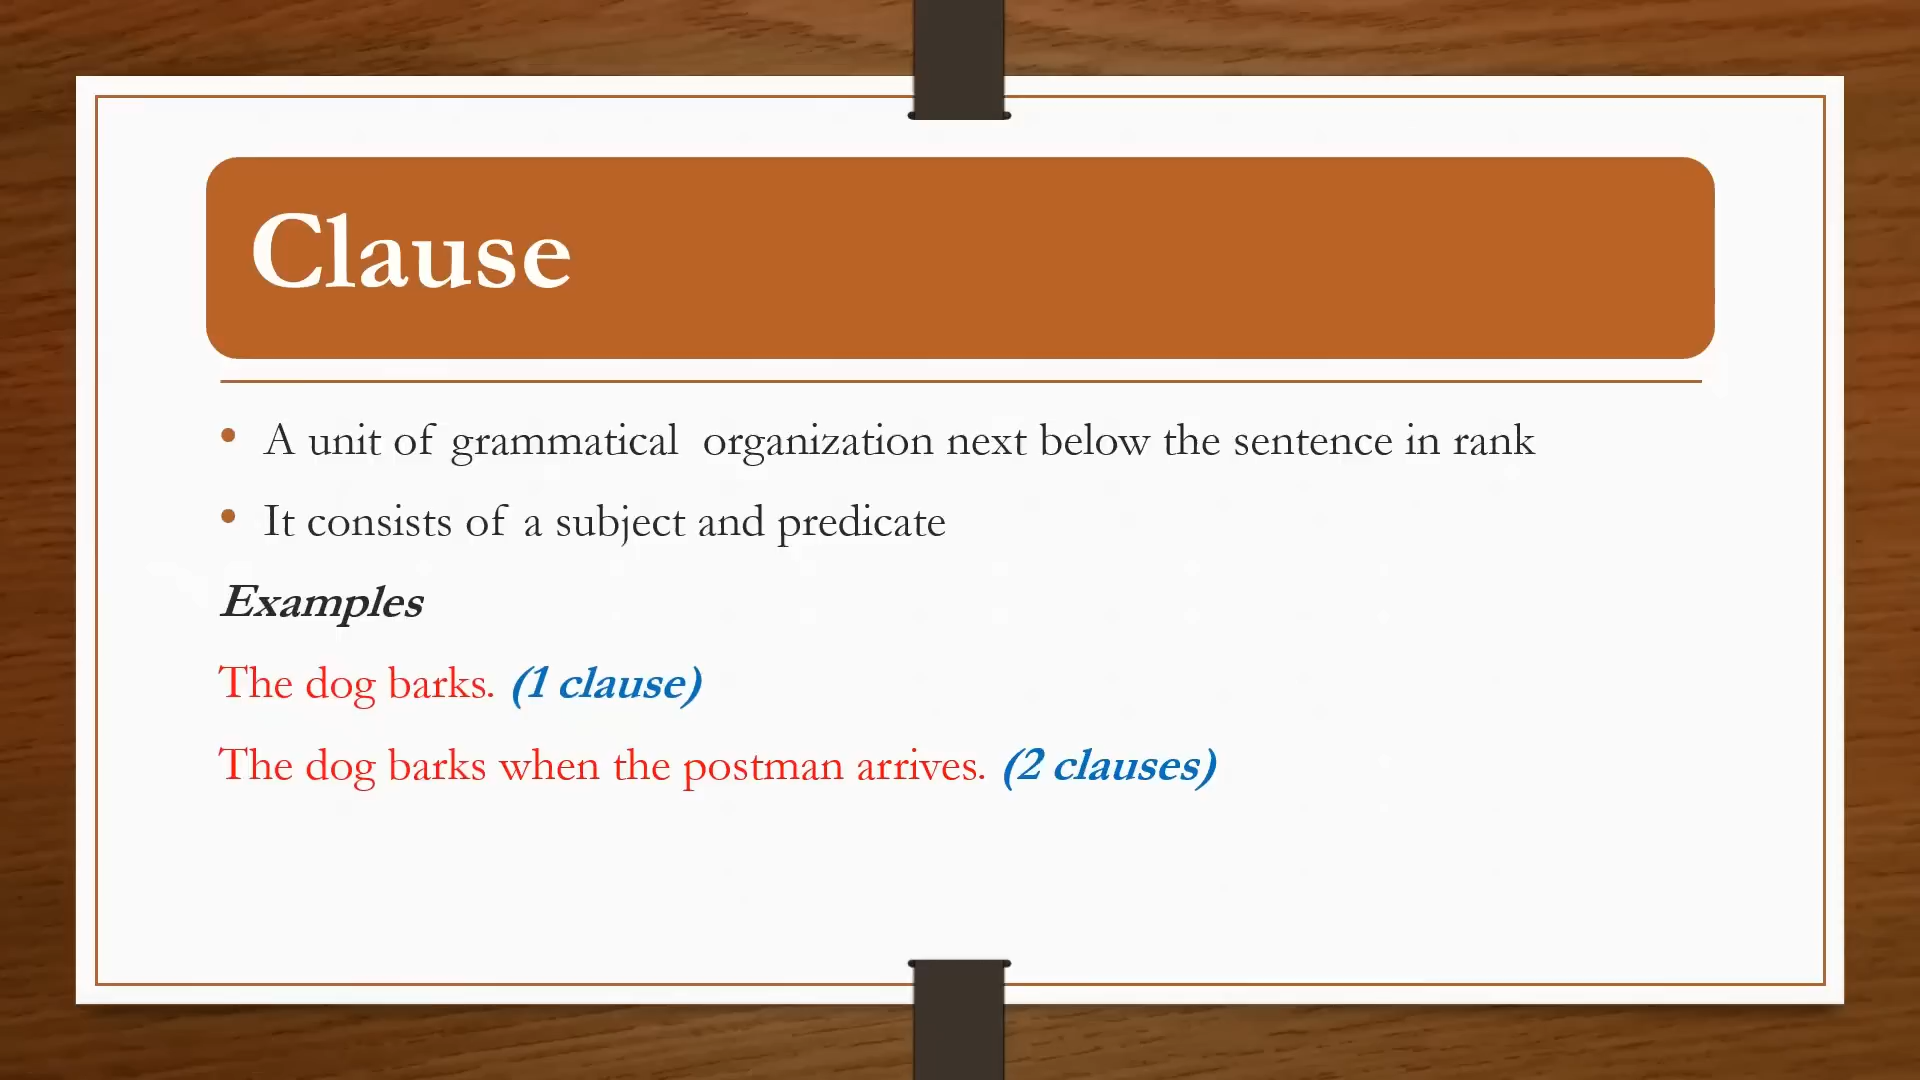 Clause
• A unit of grammatical organization next below the sentence in rank
• It consists of a subject and predicate
Examples
The dog barks. (1 clause)
The dog barks when the postman arrives. (2 clauses)